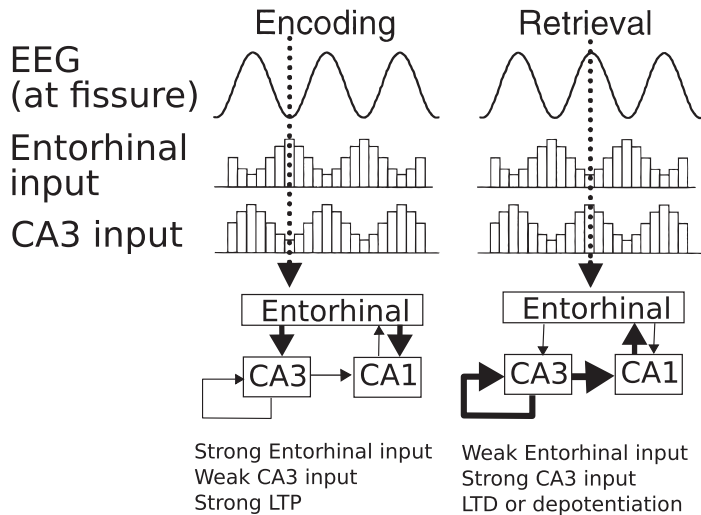 Encoding
Retrieval
EEG
(at fissure)
Entorhinal
input
CA3 input
Entorhinal
CA3
CA1
Entorhinal
CA3
CA1
Strong Entorhinal input
Weak CA3 input
Strong LTP
Weak Entorhinal input
Strong CA3 input
LTD or depotentiation